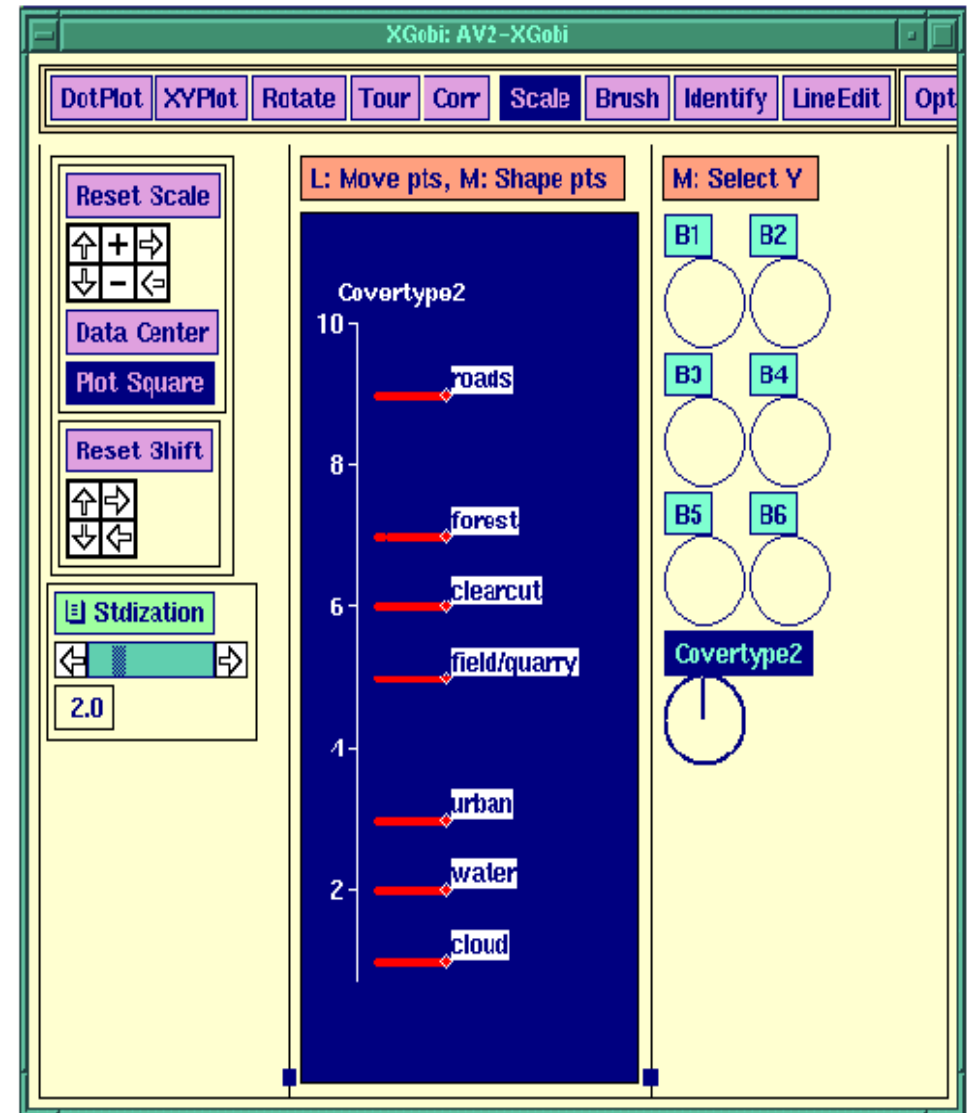 XGobi: AV2-XGobi
DotPlot XYPlot Rotate Tour Corr Scale Brush Identify LineEdit Opt
Reset Scale
+
-
Data Center
Plot Square
Reset Shift
Stdization
2.0
L: Move pts, M: Shape pts
Covertype2
10
roads
8
forest
clearcut
6
field/quarry
4
urban
water
2
cloud
M: Select Y
B1 B2
B3 B4
B5 B6
Covertype2